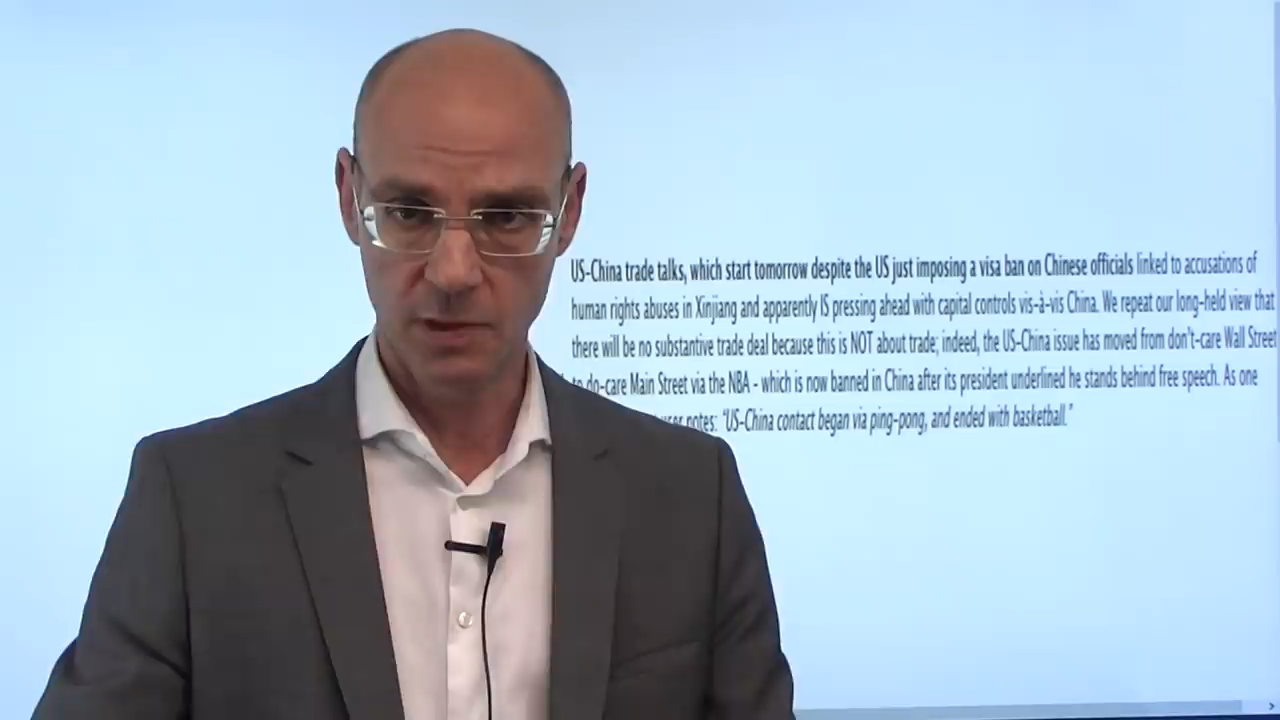 US-China trade talks, which start tomorrow despite the US just imposing a visa ban on Chinese officials linked to accusations of
human rights abuses in Xinjiang and apparently IS pressing ahead with capital controls vis-à-vis China. We repeat our long-held view that
there will be no substantive trade deal because this is NOT about trade; indeed, the US-China issue has moved from don't-care Wall Street
to do-care Main Street via the NBA - which is now banned in China after its president underlined he stands behind free speech. As one
user notes: "US-China contact began via ping-pong, and ended with basketball."